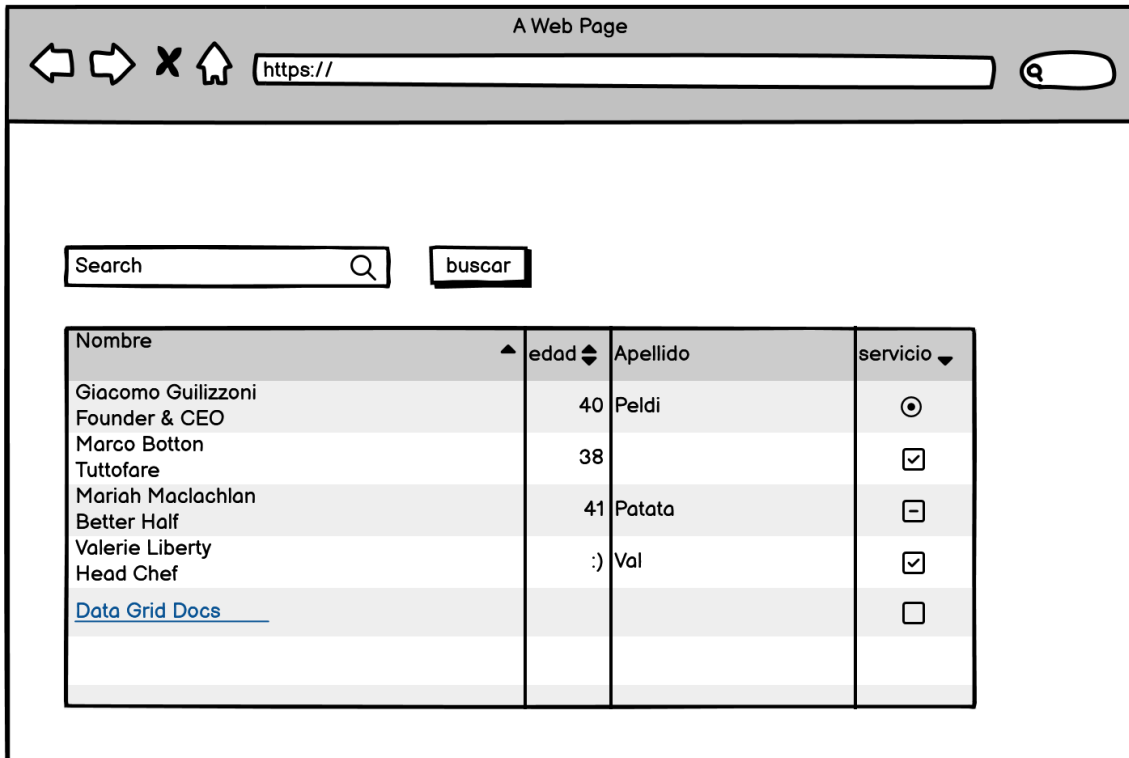 A Web Page
https://
Search
buscar
Nombre edad Apellido servicio
Giacomo Guilizzoni
Founder & CEO
40 Peldi
Marco Botton
Tuttofare
38
Mariah Maclachlan
Better Half
41 Patata
Valerie Liberty
Head Chef
:) Val
Data Grid Docs